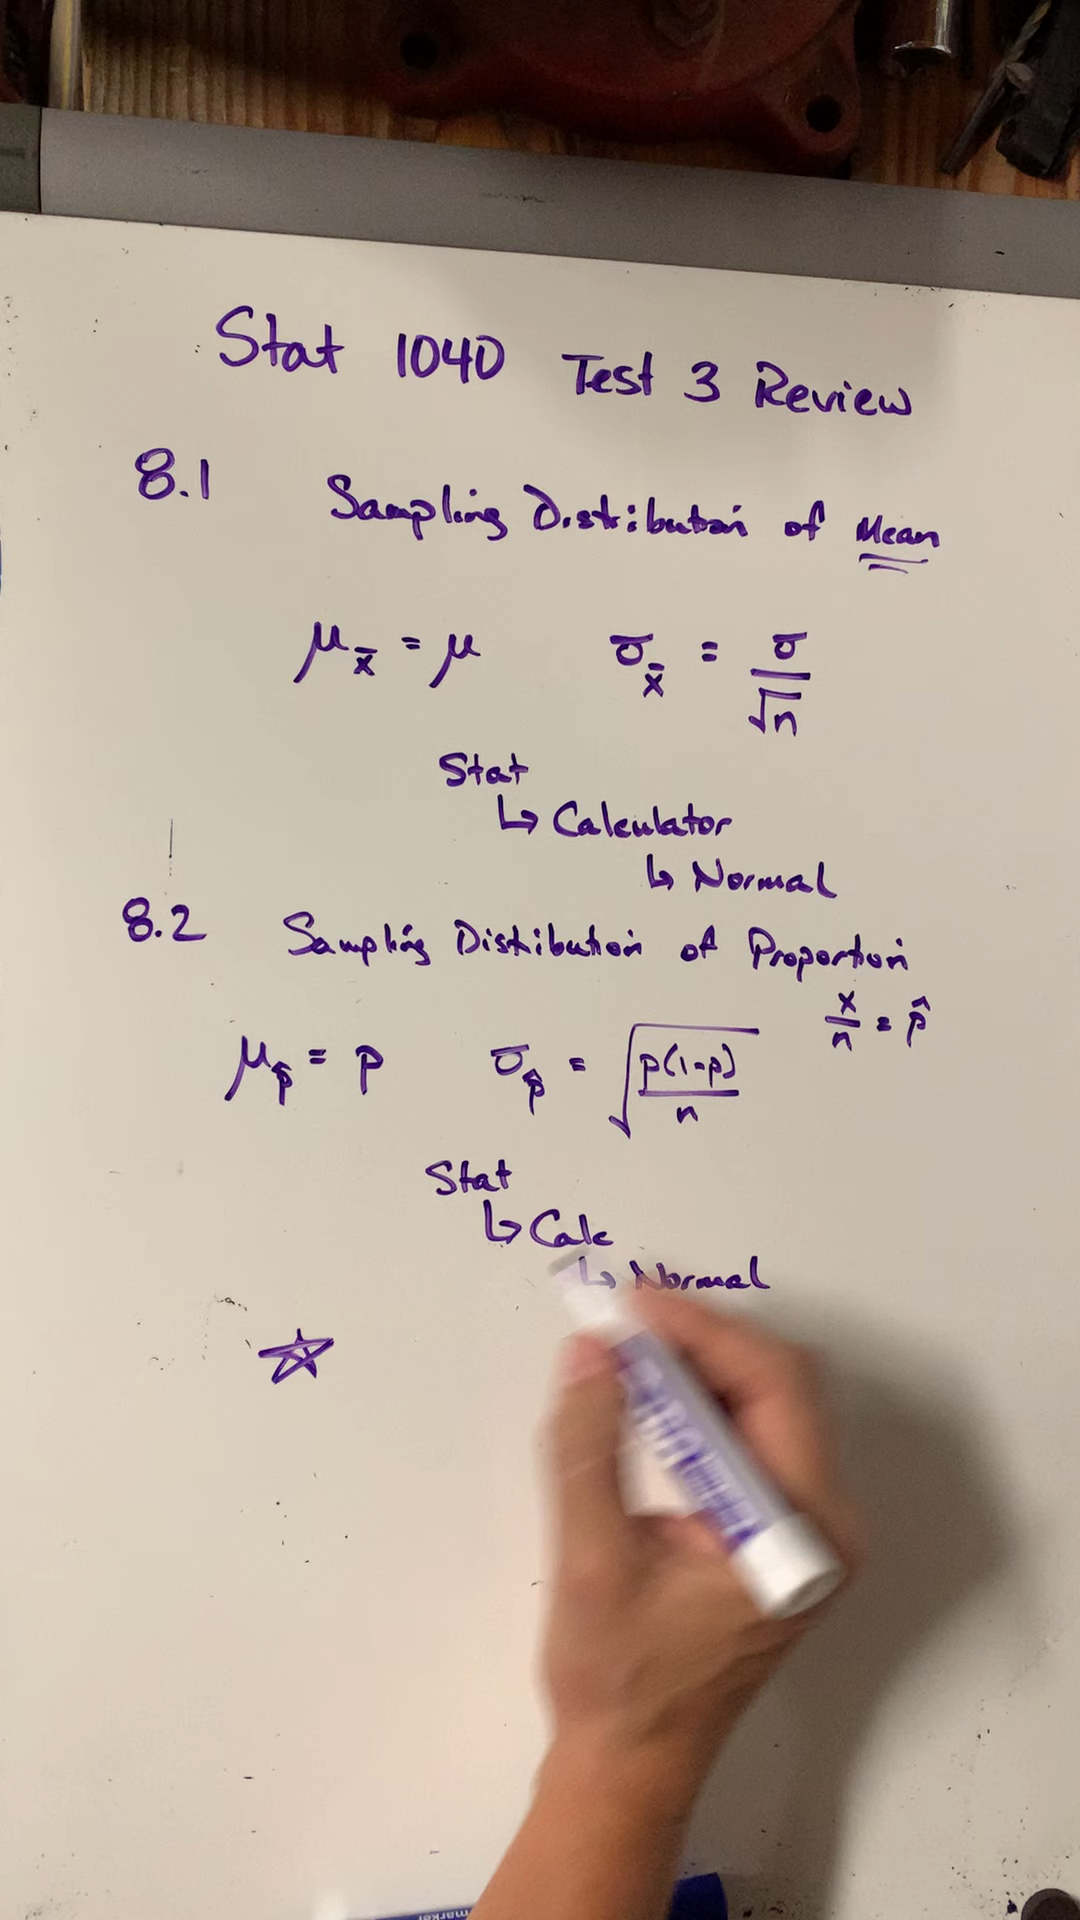 Stat 1040 Test 3 Review
8.1 Sampling Distribution of Mean
μx̄ = μ σx̄ = σ/√n
Stat
↳ Calculator
↳ Normal
8.2 Sampling Distribution of Proportion
x/n = p̂
μp̂ = p σp̂ = √(p(1-p)/n)
Stat
↳ Calc
↳ Normal
☆
marker